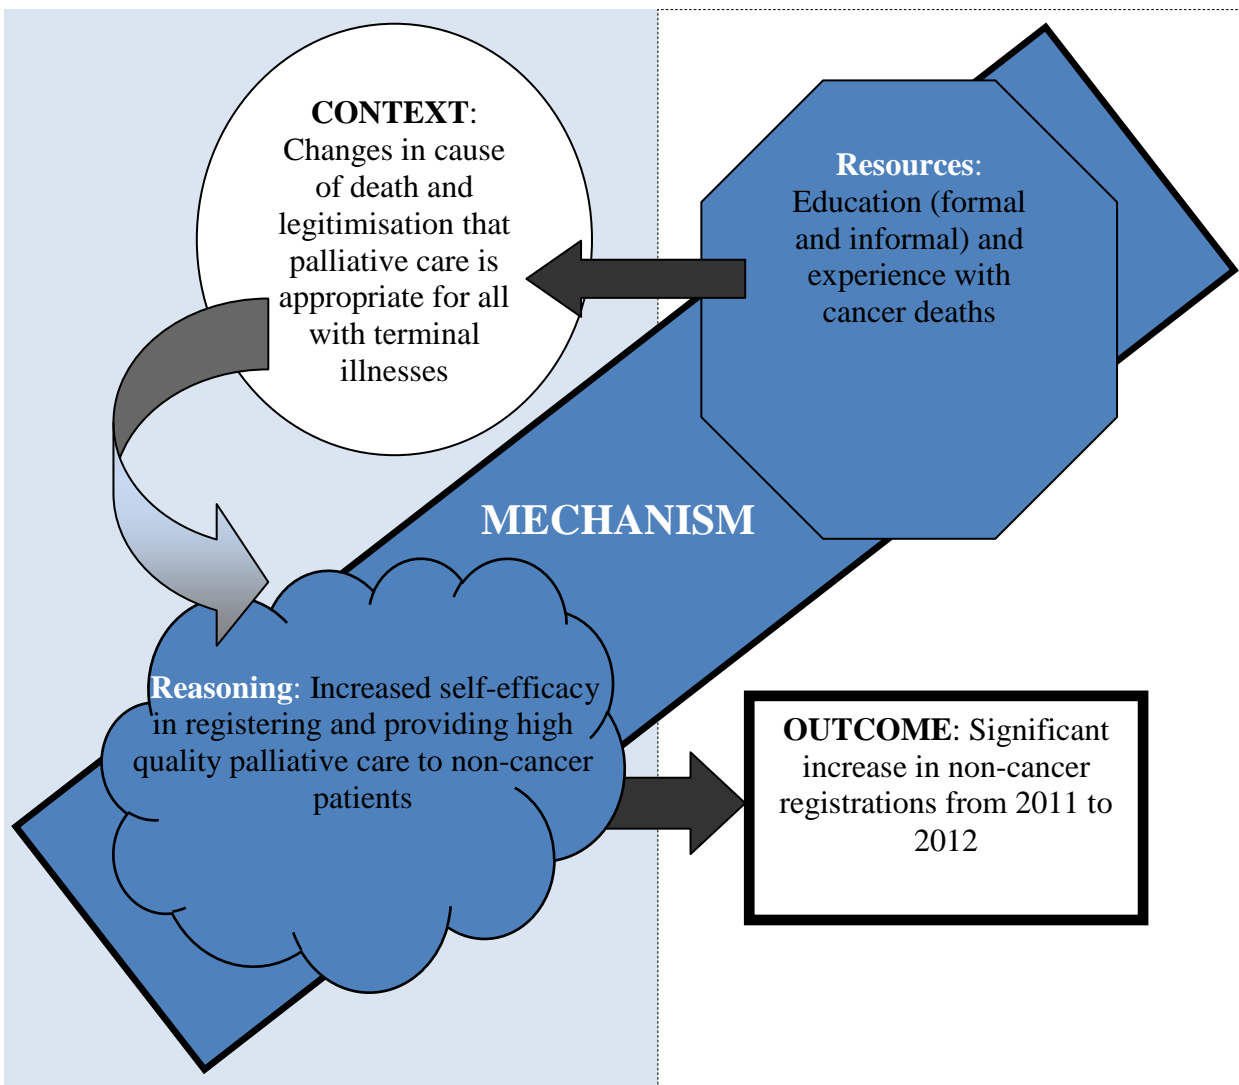 CONTEXT:
Changes in cause
of death and
legitimisation that
palliative care is
appropriate for all
with terminal
illnesses
Resources:
Education (formal
and informal) and
experience with
cancer deaths
MECHANISM
Reasoning: Increased self-efficacy
in registering and providing high
quality palliative care to non-cancer
patients
OUTCOME: Significant
increase in non-cancer
registrations from 2011 to
2012